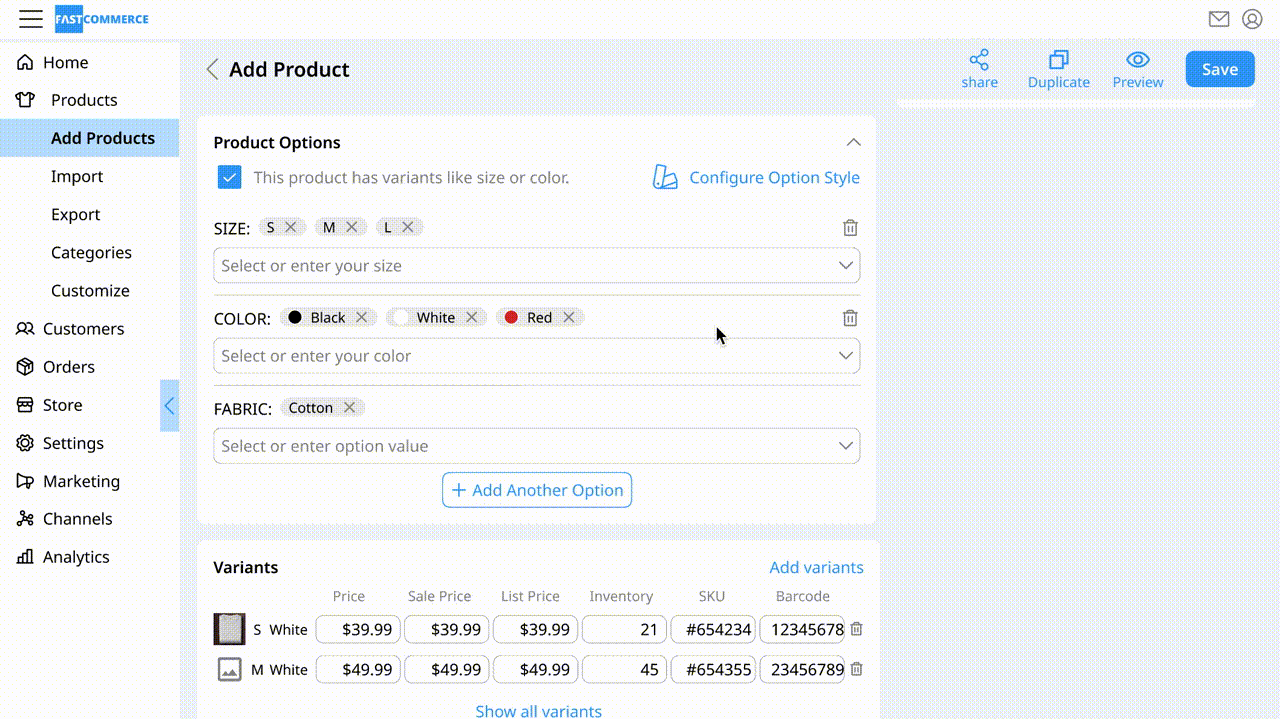 FASTCOMMERCE
Home
Products
Add Products
Import
Export
Categories
Customize
Customers
Orders
Store
Settings
Marketing
Channels
Analytics
Add Product
share
Duplicate
Preview
Save
Product Options
This product has variants like size or color.
Configure Option Style
SIZE: S M L
Select or enter your size
COLOR: Black White Red
Select or enter your color
FABRIC: Cotton
Select or enter option value
Add Another Option
Variants
Add variants
Price Sale Price List Price Inventory SKU Barcode
S White $39.99 $39.99 $39.99 21 #654234 12345678
M White $49.99 $49.99 $49.99 45 #654355 23456789
Show all variants